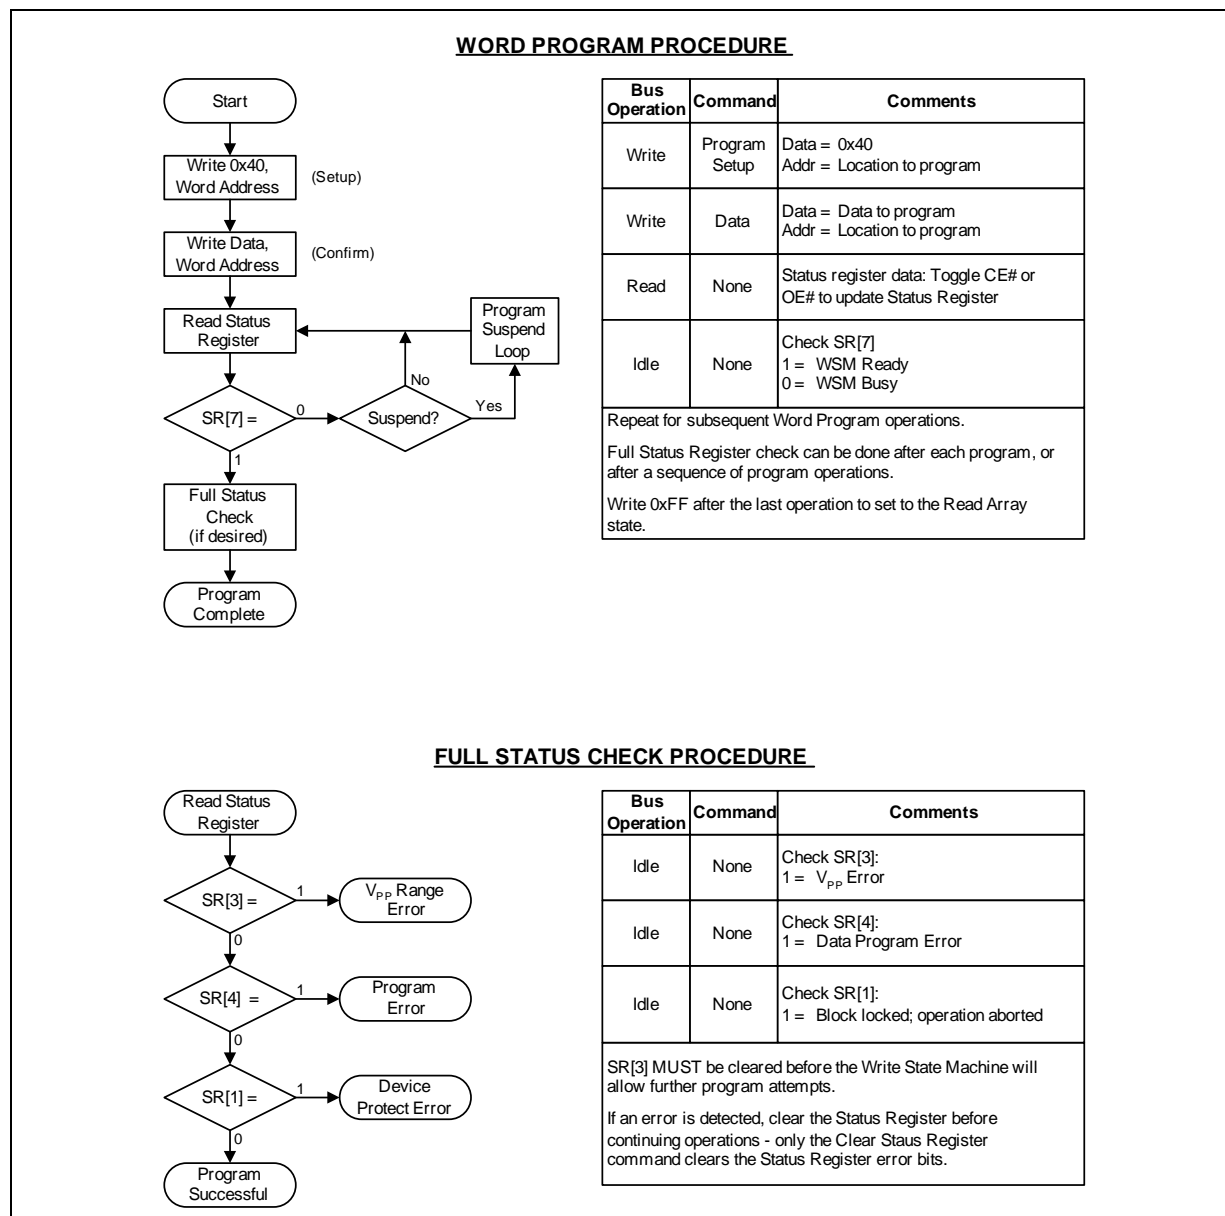 WORD PROGRAM PROCEDURE
Start
Write 0x40,
Word Address
(Setup)
Write Data,
Word Address
(Confirm)
Read Status
Register
Program
Suspend
Loop
No
Yes
SR[7] =
0
Suspend?
1
Full Status
Check
(if desired)
Program
Complete
Bus
Operation
Command
Comments
Write
Program
Setup
Data = 0x40
Addr = Location to program
Write
Data
Data = Data to program
Addr = Location to program
Read
None
Status register data: Toggle CE# or
OE# to update Status Register
Idle
None
Check SR[7]
1 = WSM Ready
0 = WSM Busy
Repeat for subsequent Word Program operations.
Full Status Register check can be done after each program, or
after a sequence of program operations.
Write 0xFF after the last operation to set to the Read Array
state.
FULL STATUS CHECK PROCEDURE
Read Status
Register
SR[3] =
1
VPP Range
Error
0
SR[4] =
1
Program
Error
0
SR[1] =
1
Device
Protect Error
0
Program
Successful
Bus
Operation
Command
Comments
Idle
None
Check SR[3]:
1 = VPP Error
Idle
None
Check SR[4]:
1 = Data Program Error
Idle
None
Check SR[1]:
1 = Block locked; operation aborted
SR[3] MUST be cleared before the Write State Machine will
allow further program attempts.
If an error is detected, clear the Status Register before
continuing operations - only the Clear Staus Register
command clears the Status Register error bits.